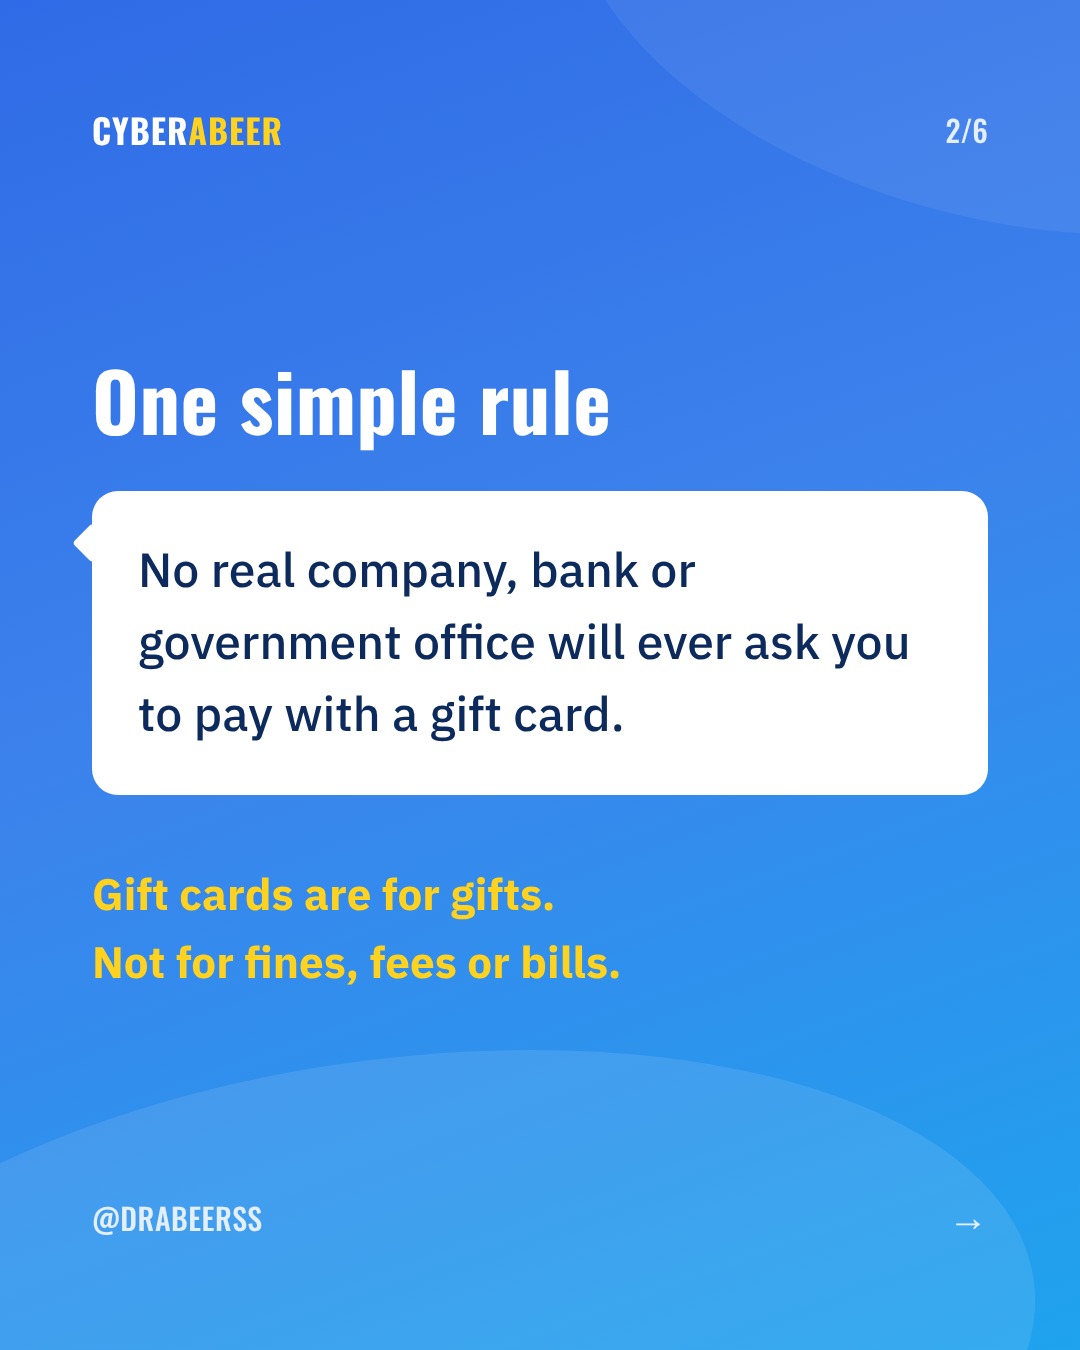 CYBERABEER
2/6
One simple rule
No real company, bank or
government office will ever ask you
to pay with a gift card.
Gift cards are for gifts.
Not for fines, fees or bills.
@DRABEERSS
→